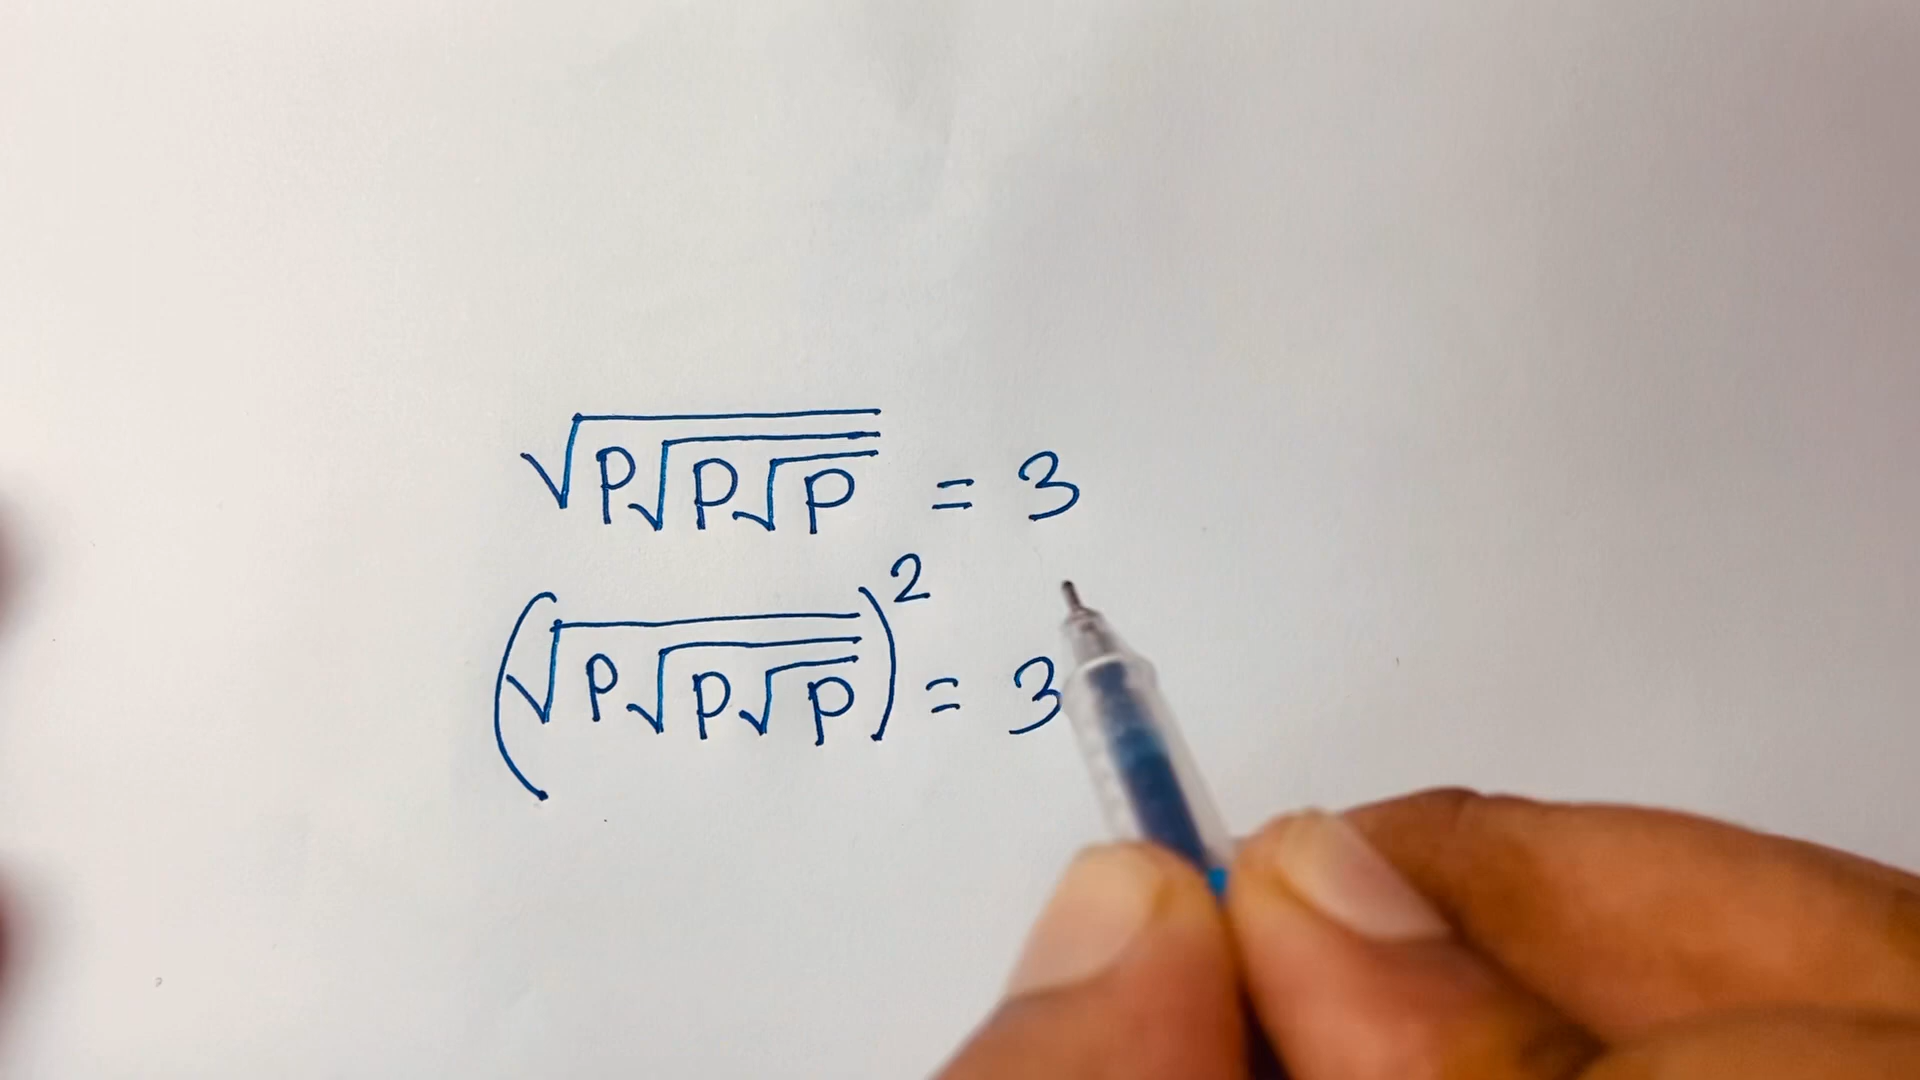 √(P√(P√P)) = 3
(√(P√(P√P)))² = 3